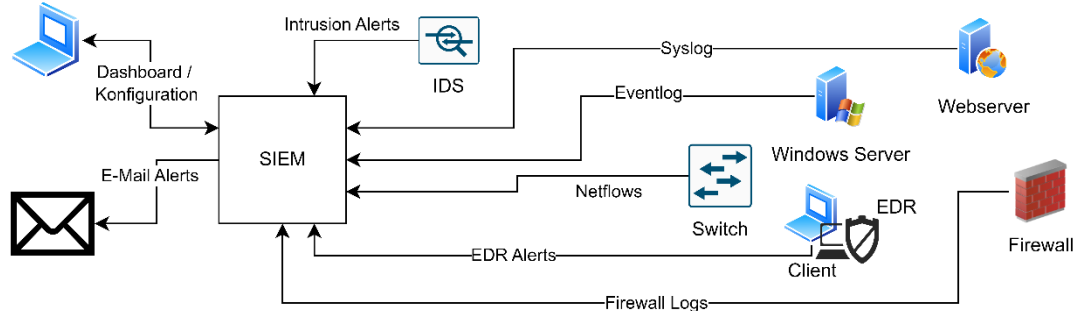 Intrusion Alerts
IDS
Syslog
Webserver
Dashboard /
Konfiguration
Eventlog
Windows Server
SIEM
E-Mail Alerts
Netflows
Switch
EDR
Client
Firewall
EDR Alerts
Firewall Logs